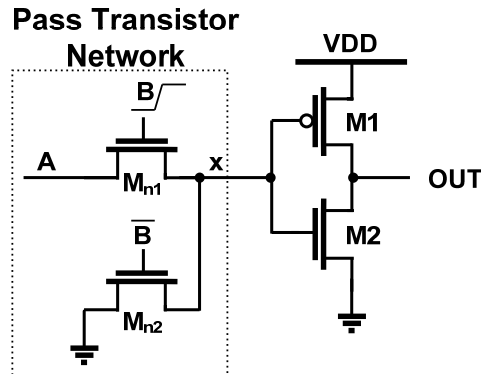 Pass Transistor
Network
VDD
B
M1
A
x
Mn1
OUT
B̅
M2
Mn2